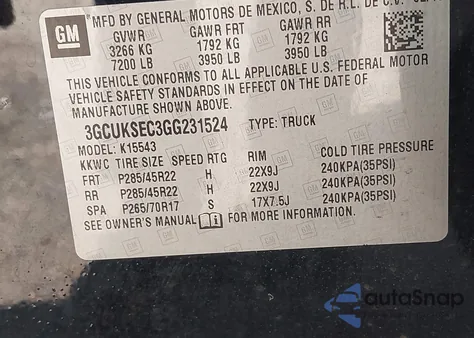 GM
MFD BY GENERAL MOTORS DE MEXICO, S. DE R.L. DE C.V.
GVWR GAWR FRT GAWR RR
3266 KG 1792 KG 1792 KG
7200 LB 3950 LB 3950 LB
THIS VEHICLE CONFORMS TO ALL APPLICABLE U.S. FEDERAL MOTOR
VEHICLE SAFETY STANDARDS IN EFFECT ON THE DATE OF
MANUFACTURE SHOWN ABOVE.
3GCUKSEC3GG231524 TYPE: TRUCK
MODEL: K15543
KKWC TIRE SIZE SPEED RTG RIM COLD TIRE PRESSURE
FRT P285/45R22 H 22X9J 240KPA(35PSI)
RR P285/45R22 H 22X9J 240KPA(35PSI)
SPA P265/70R17 S 17X7.5J 240KPA(35PSI)
SEE OWNER'S MANUAL FOR MORE INFORMATION.
autoSnap